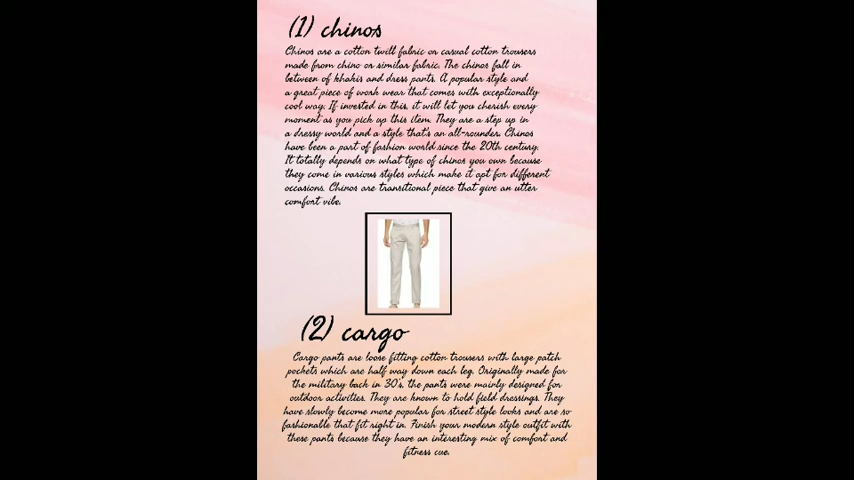 (1) chinos
Chinos are a cotton twill fabric or casual cotton trousers
made from chino or similar fabric. The chinos fall in
between of khakis and dress pants. A popular style and
a great piece of work wear that comes with exceptionally
cool way. If invested in this, it will let you cherish every
moment as you pick up this item. They are a step up in
a dressy world and a style that's an all-rounder. Chinos
have been a part of fashion world since the 20th century.
It totally depends on what type of chinos you own because
they come in various styles which make it apt for different
occasions. Chinos are transitional piece that give an utter
comfort vibe.
(2) cargo
Cargo pants are loose fitting cotton trousers with large patch
pockets which are half way down each leg. Originally made for
the military back in 30's, the pants were mainly designed for
outdoor activities. They are known to hold field dressings. They
have slowly become more popular for street style looks and are so
fashionable that fit right in. Finish your modern style outfit with
these pants because they have an interesting mix of comfort and
fitness cue.